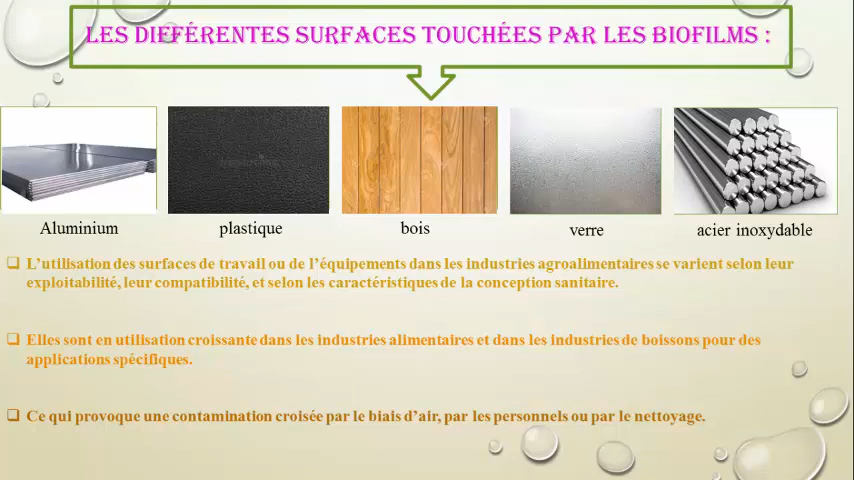 LES DIFFÉRENTES SURFACES TOUCHÉES PAR LES BIOFILMS :
Aluminium
plastique
bois
verre
acier inoxydable
L'utilisation des surfaces de travail ou de l'équipements dans les industries agroalimentaires se varient selon leur
exploitabilité, leur compatibilité, et selon les caractéristiques de la conception sanitaire.
Elles sont en utilisation croissante dans les industries alimentaires et dans les industries de boissons pour des
applications spécifiques.
Ce qui provoque une contamination croisée par le biais d'air, par les personnels ou par le nettoyage.